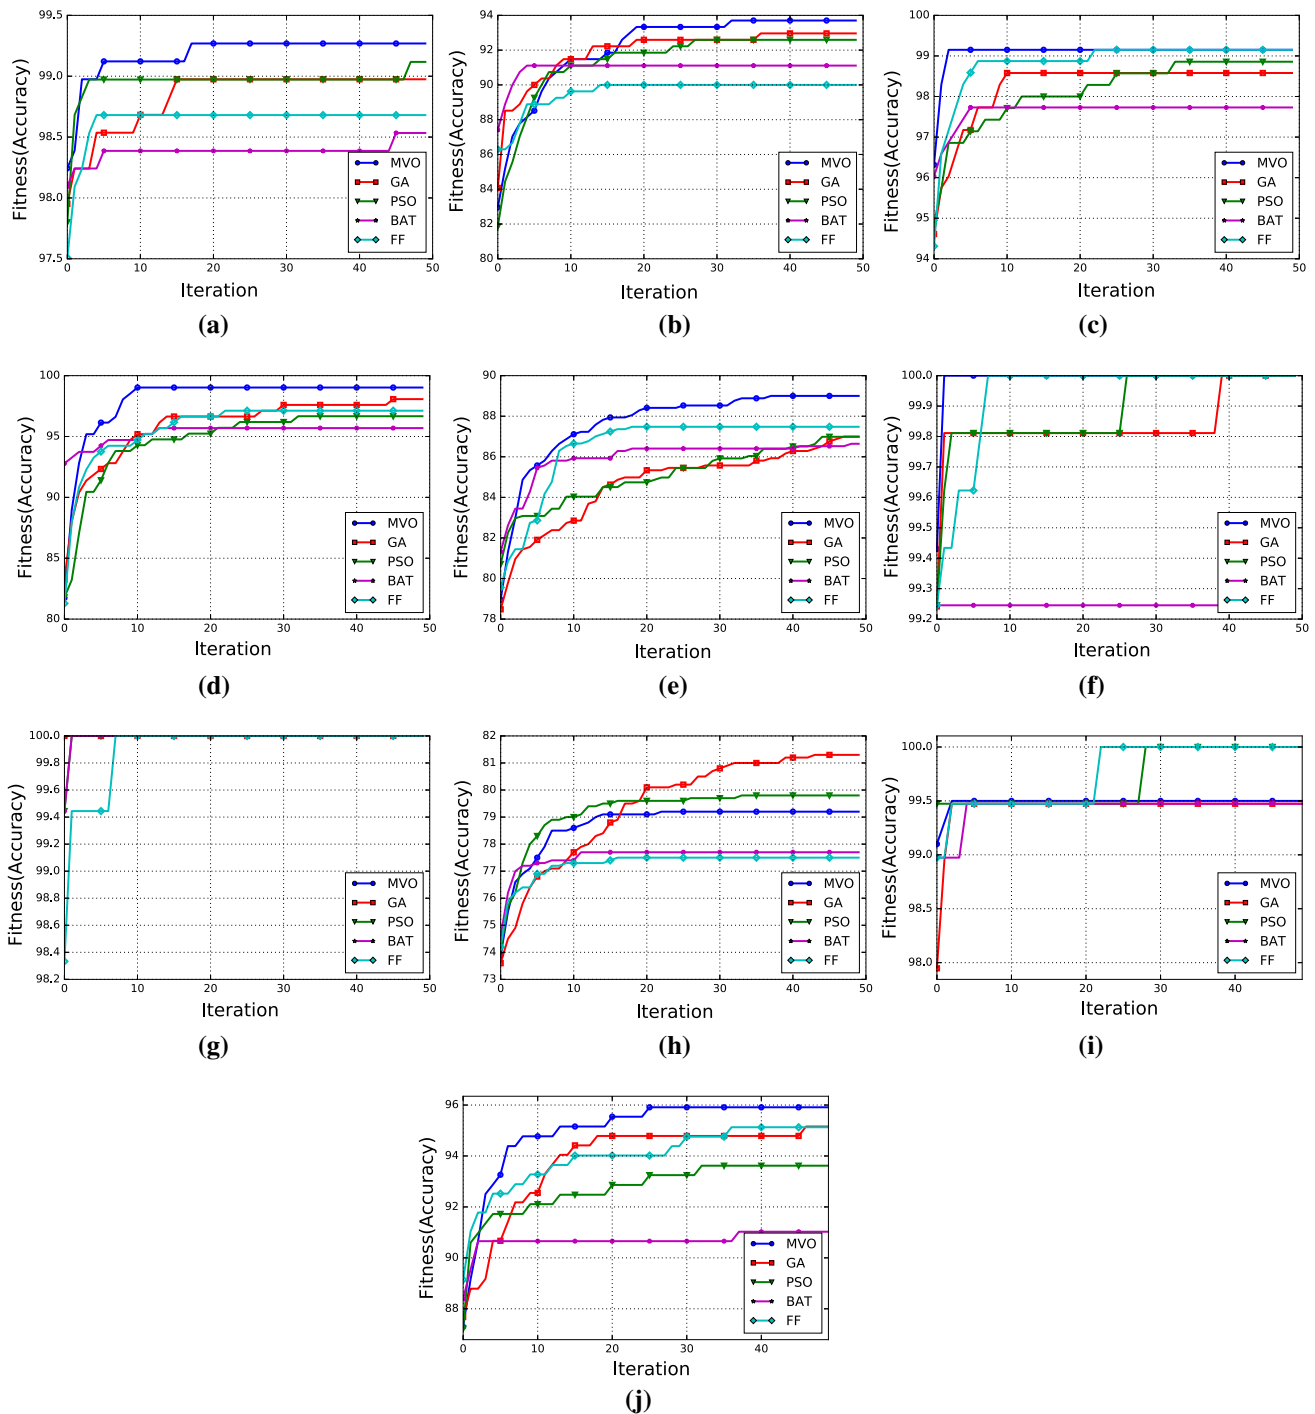 99.5
99.0
98.5
98.0
97.5
0 10 20 30 40 50
Fitness(Accuracy)
Iteration
MVO
GA
PSO
BAT
FF
(a)
94
92
90
88
86
84
82
80
0 10 20 30 40 50
Fitness(Accuracy)
Iteration
MVO
GA
PSO
BAT
FF
(b)
100
99
98
97
96
95
94
0 10 20 30 40 50
Fitness(Accuracy)
Iteration
MVO
GA
PSO
BAT
FF
(c)
100
95
90
85
80
0 10 20 30 40 50
Fitness(Accuracy)
Iteration
MVO
GA
PSO
BAT
FF
(d)
90
88
86
84
82
80
78
0 10 20 30 40 50
Fitness(Accuracy)
Iteration
MVO
GA
PSO
BAT
FF
(e)
100.0
99.9
99.8
99.7
99.6
99.5
99.4
99.3
99.2
0 10 20 30 40 50
Fitness(Accuracy)
Iteration
MVO
GA
PSO
BAT
FF
(f)
100.0
99.8
99.6
99.4
99.2
99.0
98.8
98.6
98.4
98.2
0 10 20 30 40 50
Fitness(Accuracy)
Iteration
MVO
GA
PSO
BAT
FF
(g)
82
81
80
79
78
77
76
75
74
73
0 10 20 30 40 50
Fitness(Accuracy)
Iteration
MVO
GA
PSO
BAT
FF
(h)
100.0
99.5
99.0
98.5
98.0
0 10 20 30 40
Fitness(Accuracy)
Iteration
MVO
GA
PSO
BAT
FF
(i)
96
94
92
90
88
0 10 20 30 40
Fitness(Accuracy)
Iteration
MVO
GA
PSO
BAT
FF
(j)